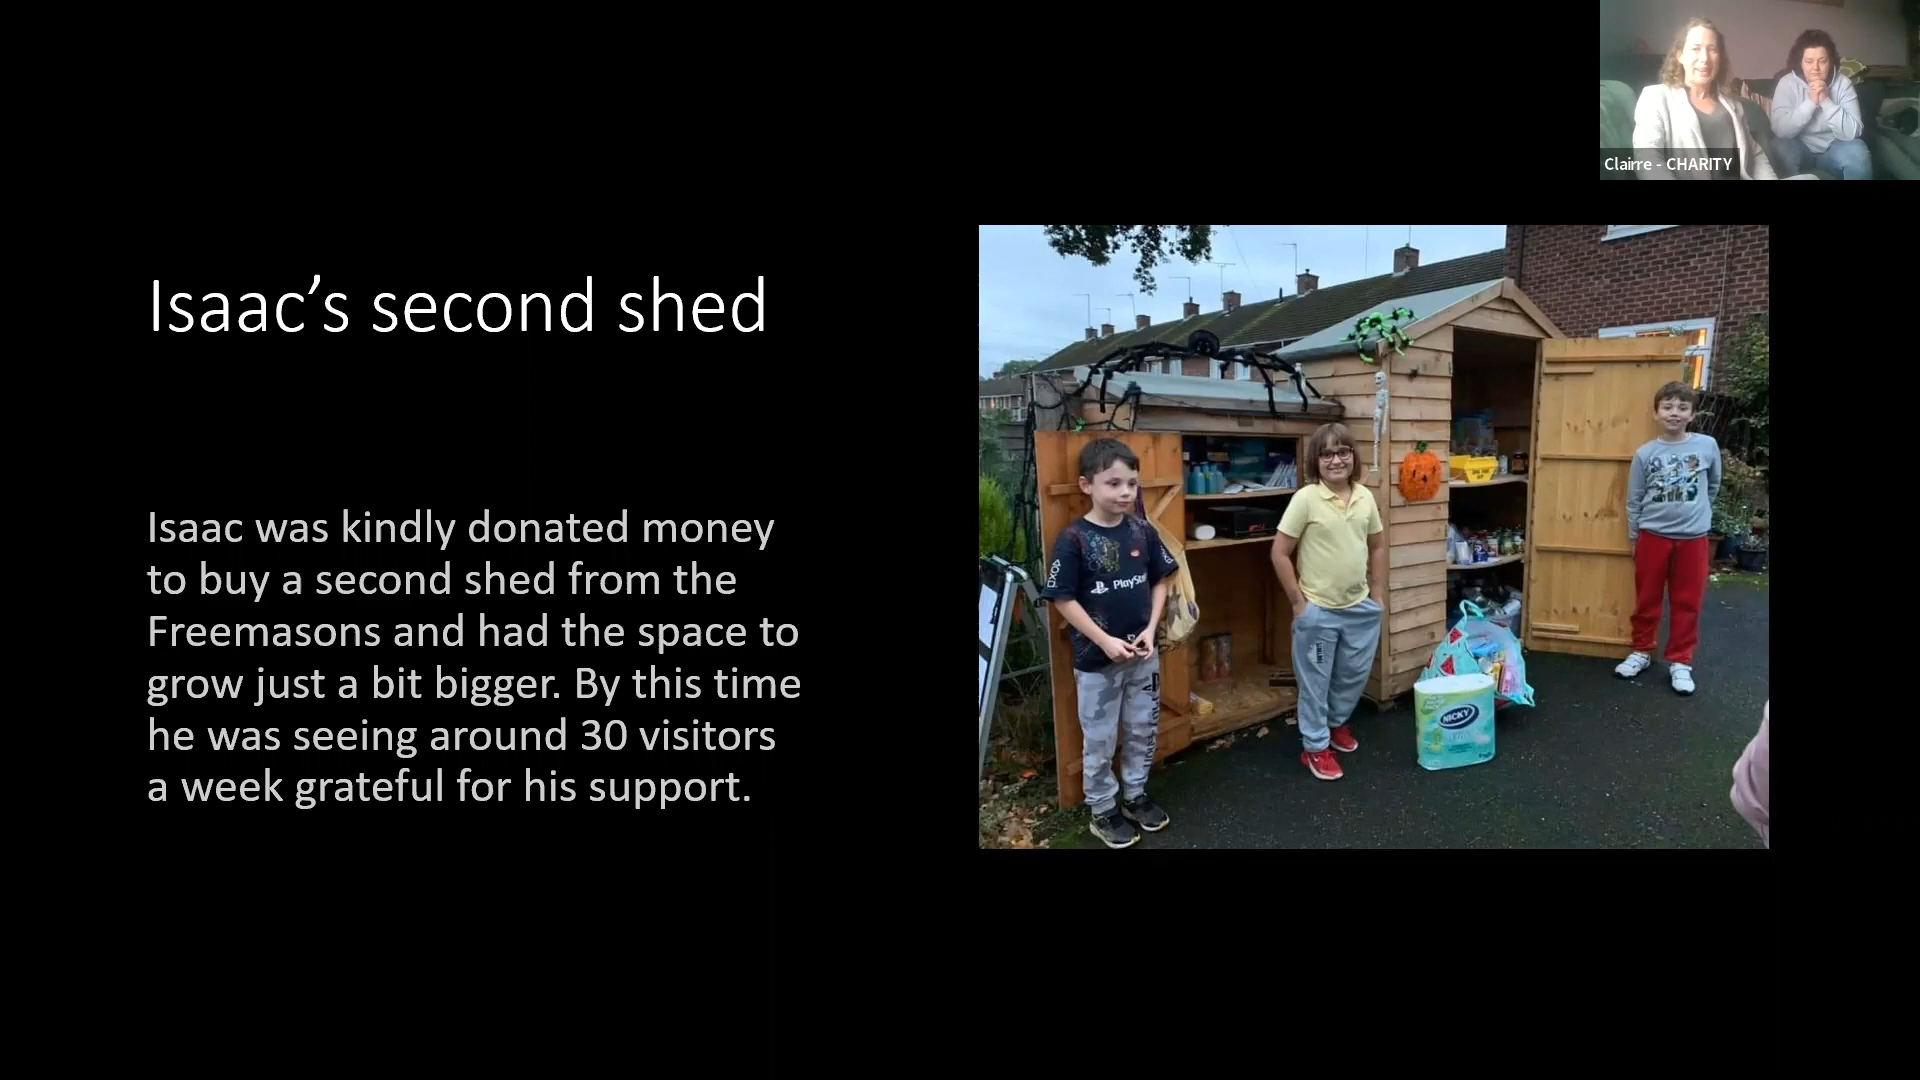 Clairre - CHARITY
Isaac’s second shed
Isaac was kindly donated money
to buy a second shed from the
Freemasons and had the space to
grow just a bit bigger. By this time
he was seeing around 30 visitors
a week grateful for his support.
PlayStat
NICKY